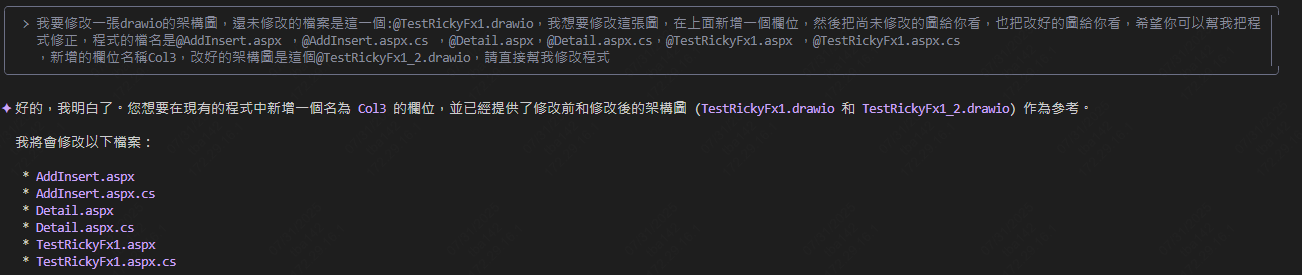 > 我要修改一張drawio的架構圖，還未修改的檔案是這一個:@TestRickyFx1.drawio，我想要修改這張圖，在上面新增一個欄位，然後把尚未修改的圖給你看，也把改好的圖給你看，希望你可以幫我把程
式修正，程式的檔名是@AddInsert.aspx ，@AddInsert.aspx.cs ，@Detail.aspx，@Detail.aspx.cs，@TestRickyFx1.aspx ，@TestRickyFx1.aspx.cs
，新增的欄位名稱Col3，改好的架構圖是這個@TestRickyFx1_2.drawio，請直接幫我修改程式
✦ 好的，我明白了。您想要在現有的程式中新增一個名為 Col3 的欄位，並已經提供了修改前和修改後的架構圖 (TestRickyFx1.drawio 和 TestRickyFx1_2.drawio) 作為參考。
我將會修改以下檔案：
* AddInsert.aspx
* AddInsert.aspx.cs
* Detail.aspx
* Detail.aspx.cs
* TestRickyFx1.aspx
* TestRickyFx1.aspx.cs